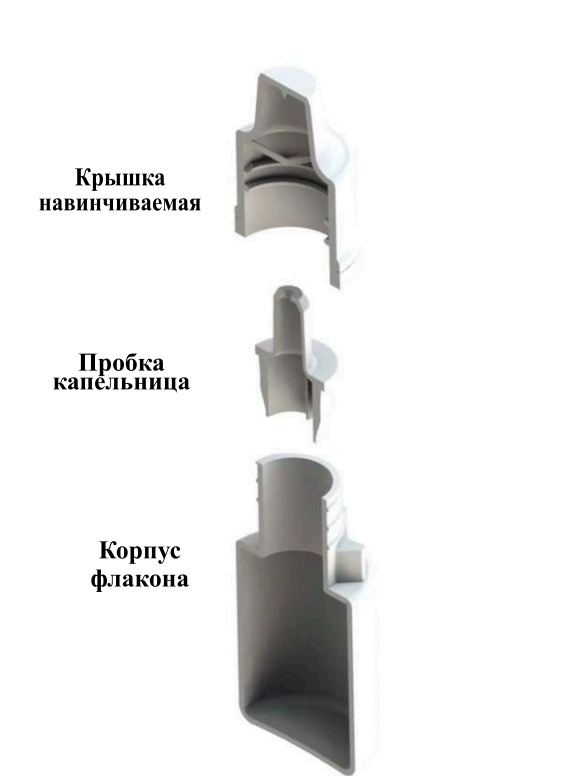 Крышка
навинчиваемая
Пробка
капельница
Корпус
флакона